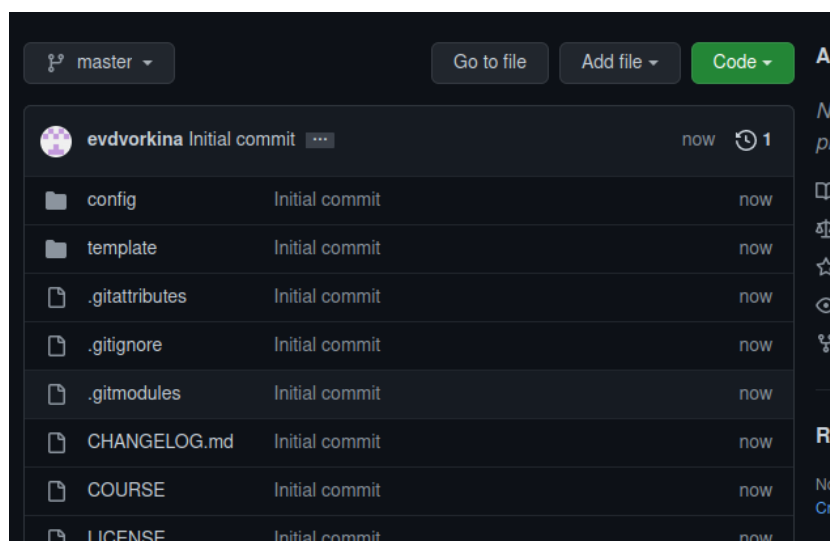 master Go to file Add file Code A
N
evdvorkina Initial commit ··· now 1
p
config Initial commit now
template Initial commit now
.gitattributes Initial commit now
.gitignore Initial commit now
.gitmodules Initial commit now
CHANGELOG.md Initial commit now
R
COURSE Initial commit now
No
Cr
LICENSE Initial commit now